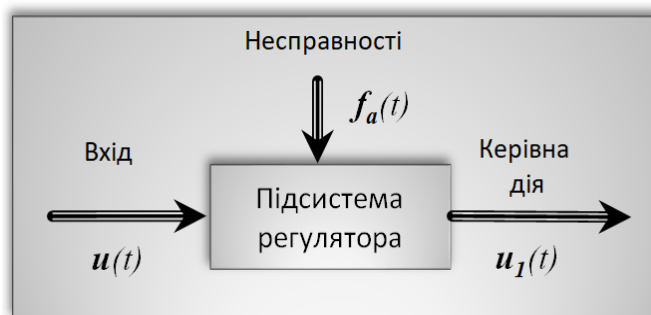 Несправності
f_a(t)
Вхід
Керівна
дія
Підсистема
регулятора
u(t)
u_1(t)